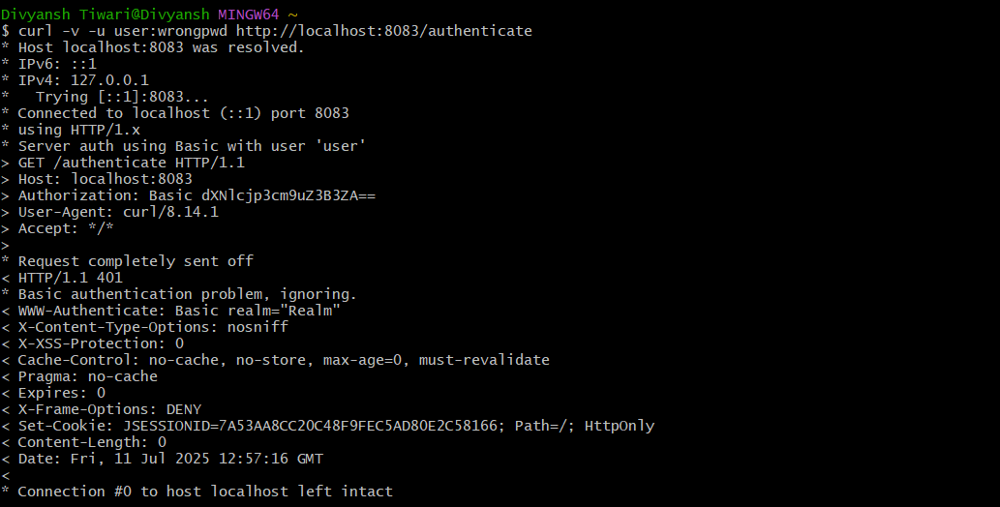 Divyansh Tiwari@Divyansh MINGW64 ~
$ curl -v -u user:wrongpwd http://localhost:8083/authenticate
* Host localhost:8083 was resolved.
* IPv6: ::1
* IPv4: 127.0.0.1
*   Trying [::1]:8083...
* Connected to localhost (::1) port 8083
* using HTTP/1.x
* Server auth using Basic with user 'user'
> GET /authenticate HTTP/1.1
> Host: localhost:8083
> Authorization: Basic dXNlcjp3cm9uZ3B3ZA==
> User-Agent: curl/8.14.1
> Accept: */*
>
* Request completely sent off
< HTTP/1.1 401
* Basic authentication problem, ignoring.
< WWW-Authenticate: Basic realm="Realm"
< X-Content-Type-Options: nosniff
< X-XSS-Protection: 0
< Cache-Control: no-cache, no-store, max-age=0, must-revalidate
< Pragma: no-cache
< Expires: 0
< X-Frame-Options: DENY
< Set-Cookie: JSESSIONID=7A53AA8CC20C48F9FEC5AD80E2C58166; Path=/; HttpOnly
< Content-Length: 0
< Date: Fri, 11 Jul 2025 12:57:16 GMT
<
* Connection #0 to host localhost left intact